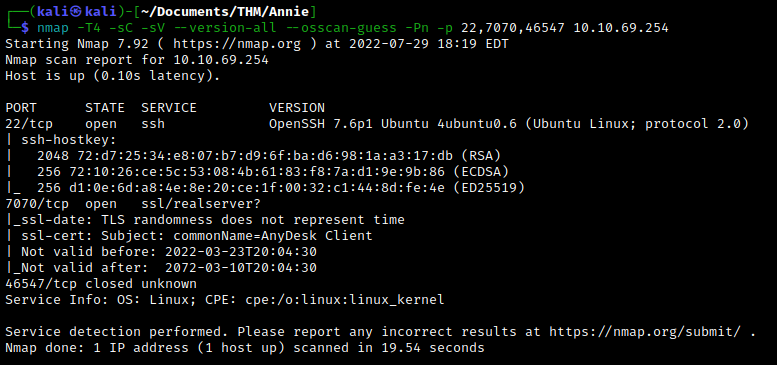 ┌──(kali㉿kali)-[~/Documents/THM/Annie]
└─$ nmap -T4 -sC -sV --version-all --osscan-guess -Pn -p 22,7070,46547 10.10.69.254
Starting Nmap 7.92 ( https://nmap.org ) at 2022-07-29 18:19 EDT
Nmap scan report for 10.10.69.254
Host is up (0.10s latency).

PORT      STATE  SERVICE         VERSION
22/tcp    open   ssh             OpenSSH 7.6p1 Ubuntu 4ubuntu0.6 (Ubuntu Linux; protocol 2.0)
| ssh-hostkey:
|   2048 72:d7:25:34:e8:07:b7:d9:6f:ba:d6:98:1a:a3:17:db (RSA)
|   256 72:10:26:ce:5c:53:08:4b:61:83:f8:7a:d1:9e:9b:86 (ECDSA)
|_  256 d1:0e:6d:a8:4e:8e:20:ce:1f:00:32:c1:44:8d:fe:4e (ED25519)
7070/tcp  open   ssl/realserver?
|_ssl-date: TLS randomness does not represent time
| ssl-cert: Subject: commonName=AnyDesk Client
| Not valid before: 2022-03-23T20:04:30
|_Not valid after:  2072-03-10T20:04:30
46547/tcp closed unknown
Service Info: OS: Linux; CPE: cpe:/o:linux:linux_kernel

Service detection performed. Please report any incorrect results at https://nmap.org/submit/ .
Nmap done: 1 IP address (1 host up) scanned in 19.54 seconds